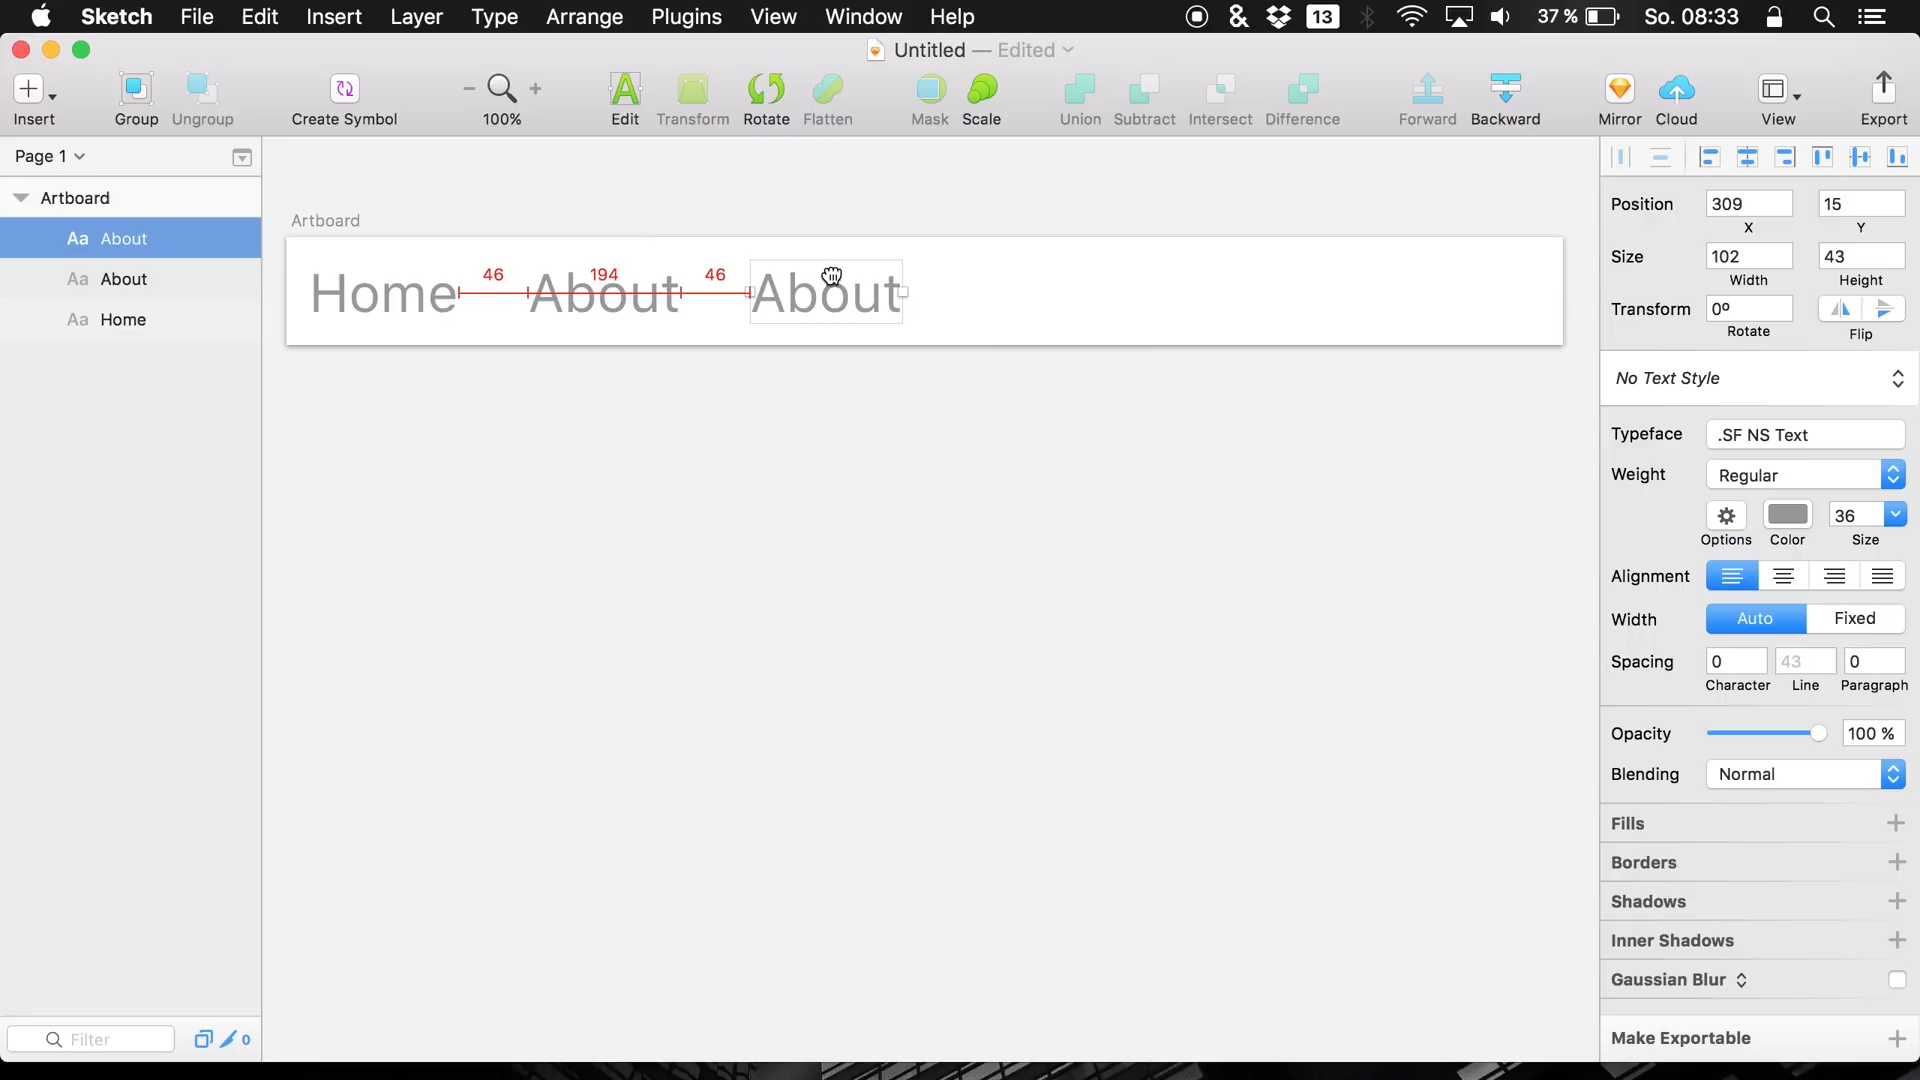 Sketch File Edit Insert Layer Type Arrange Plugins View Window Help 13 37 % So. 08:33
Untitled — Edited
Insert Group Ungroup Create Symbol 100% Edit Transform Rotate Flatten Mask Scale Union Subtract Intersect Difference Forward Backward Mirror Cloud View Export
Page 1
Artboard
Aa About
Aa About
Aa Home
Filter 0
Artboard
46 194 46
Home About About
Position 309 15
X Y
Size 102 43
Width Height
Transform 0º
Rotate Flip
No Text Style
Typeface .SF NS Text
Weight Regular
36
Options Color Size
Alignment
Width Auto Fixed
Spacing 0 43 0
Character Line Paragraph
Opacity 100 %
Blending Normal
Fills
Borders
Shadows
Inner Shadows
Gaussian Blur
Make Exportable